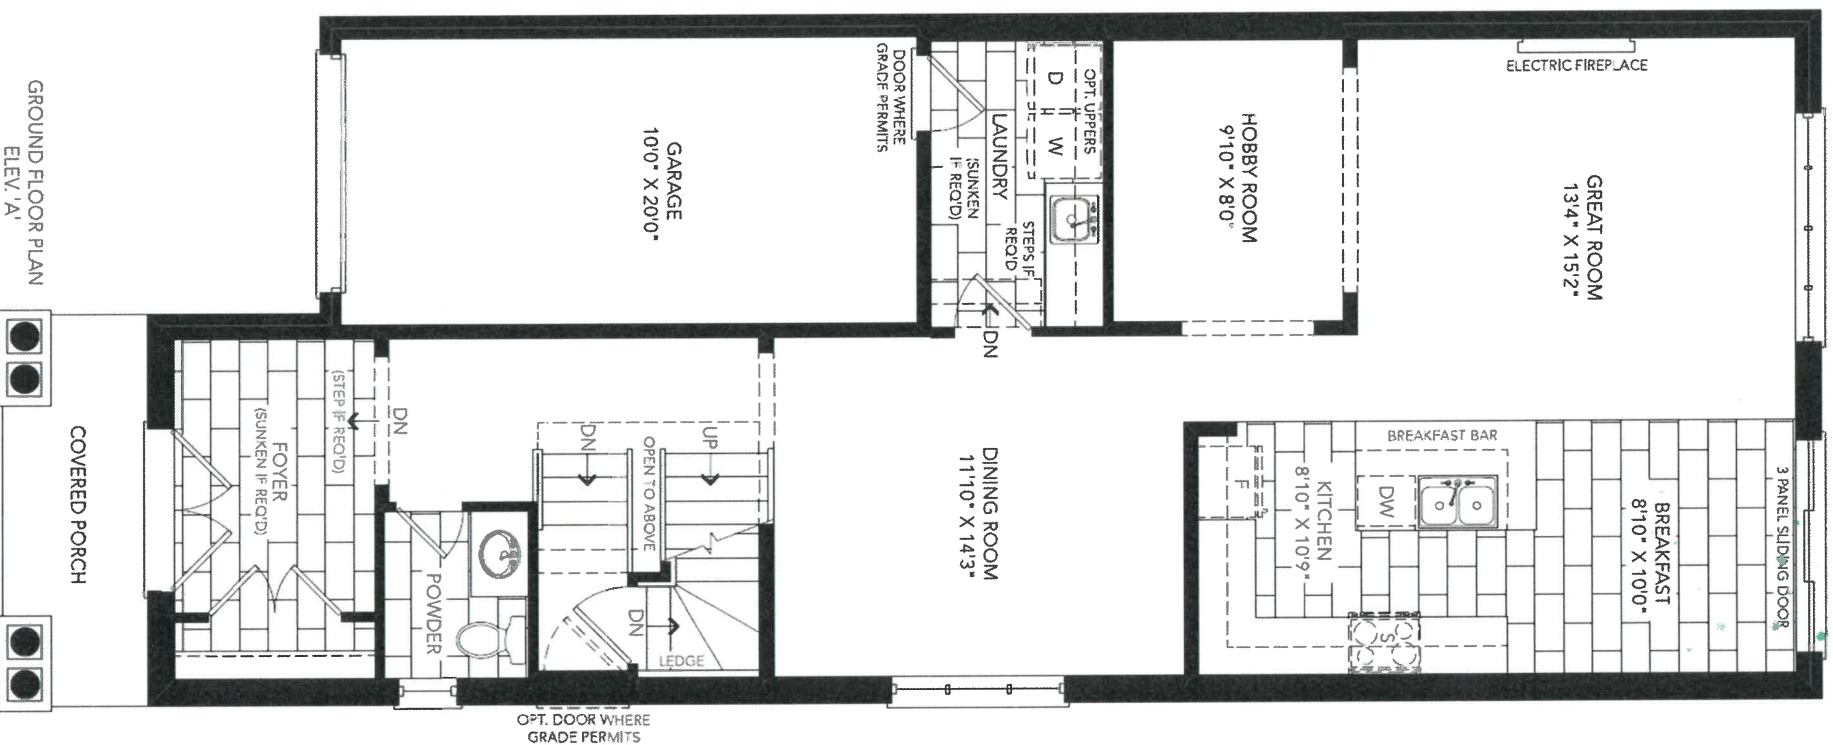 GROUND FLOOR PLAN
ELEV. 'A'
COVERED PORCH
FOYER
(SUNKEN IF REQ'D)
(STEP IF REQ'D)
DN
GARAGE
10'0" X 20'0"
DOOR WHERE
GRADE PERMITS
POWDER
DN
OPEN TO ABOVE
UP
DN
LEDGE
OPT. DOOR WHERE
GRADE PERMITS
OPT. UPPERS
D
W
LAUNDRY
(SUNKEN
IF REQ'D)
STEPS IF
REQ'D
DN
DINING ROOM
11'10" X 14'3"
HOBBY ROOM
9'10" X 8'0"
GREAT ROOM
13'4" X 15'2"
ELECTRIC FIREPLACE
BREAKFAST BAR
F
DW
KITCHEN
8'10" X 10'9"
S
BREAKFAST
8'10" X 10'0"
3 PANEL SLIDING DOOR